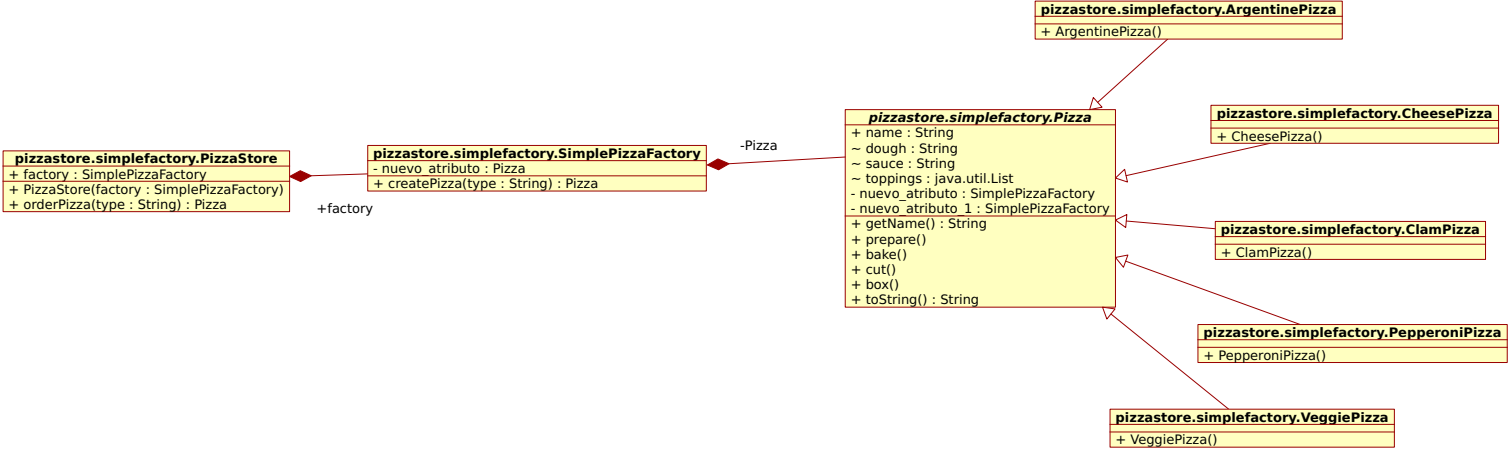 pizzastore.simplefactory.ArgentinePizza
+ ArgentinePizza()
pizzastore.simplefactory.PizzaStore
+ factory : SimplePizzaFactory
+ PizzaStore(factory : SimplePizzaFactory)
+ orderPizza(type : String) : Pizza
+factory
pizzastore.simplefactory.SimplePizzaFactory
- nuevo_atributo : Pizza
+ createPizza(type : String) : Pizza
-Pizza
pizzastore.simplefactory.Pizza
+ name : String
~ dough : String
~ sauce : String
~ toppings : java.util.List
- nuevo_atributo : SimplePizzaFactory
- nuevo_atributo_1 : SimplePizzaFactory
+ getName() : String
+ prepare()
+ bake()
+ cut()
+ box()
+ toString() : String
pizzastore.simplefactory.CheesePizza
+ CheesePizza()
pizzastore.simplefactory.ClamPizza
+ ClamPizza()
pizzastore.simplefactory.PepperoniPizza
+ PepperoniPizza()
pizzastore.simplefactory.VeggiePizza
+ VeggiePizza()